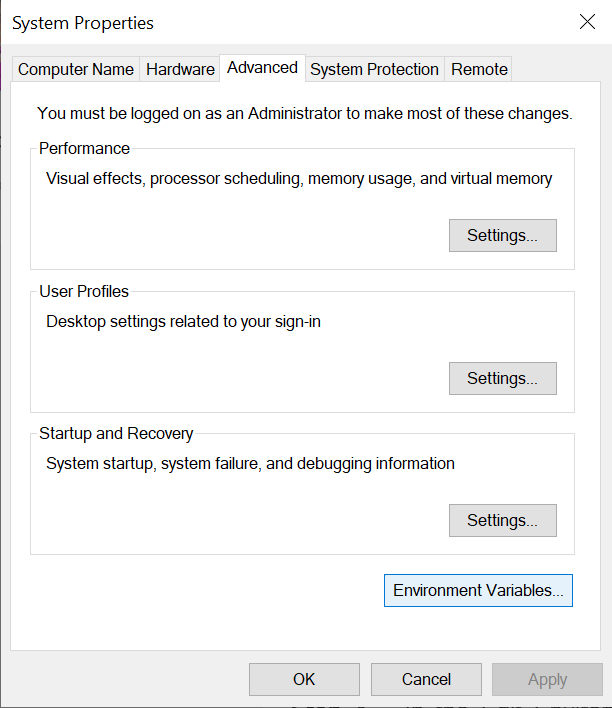 System Properties
Computer Name Hardware Advanced System Protection Remote
You must be logged on as an Administrator to make most of these changes.
Performance
Visual effects, processor scheduling, memory usage, and virtual memory
Settings...
User Profiles
Desktop settings related to your sign-in
Settings...
Startup and Recovery
System startup, system failure, and debugging information
Settings...
Environment Variables...
OK Cancel Apply